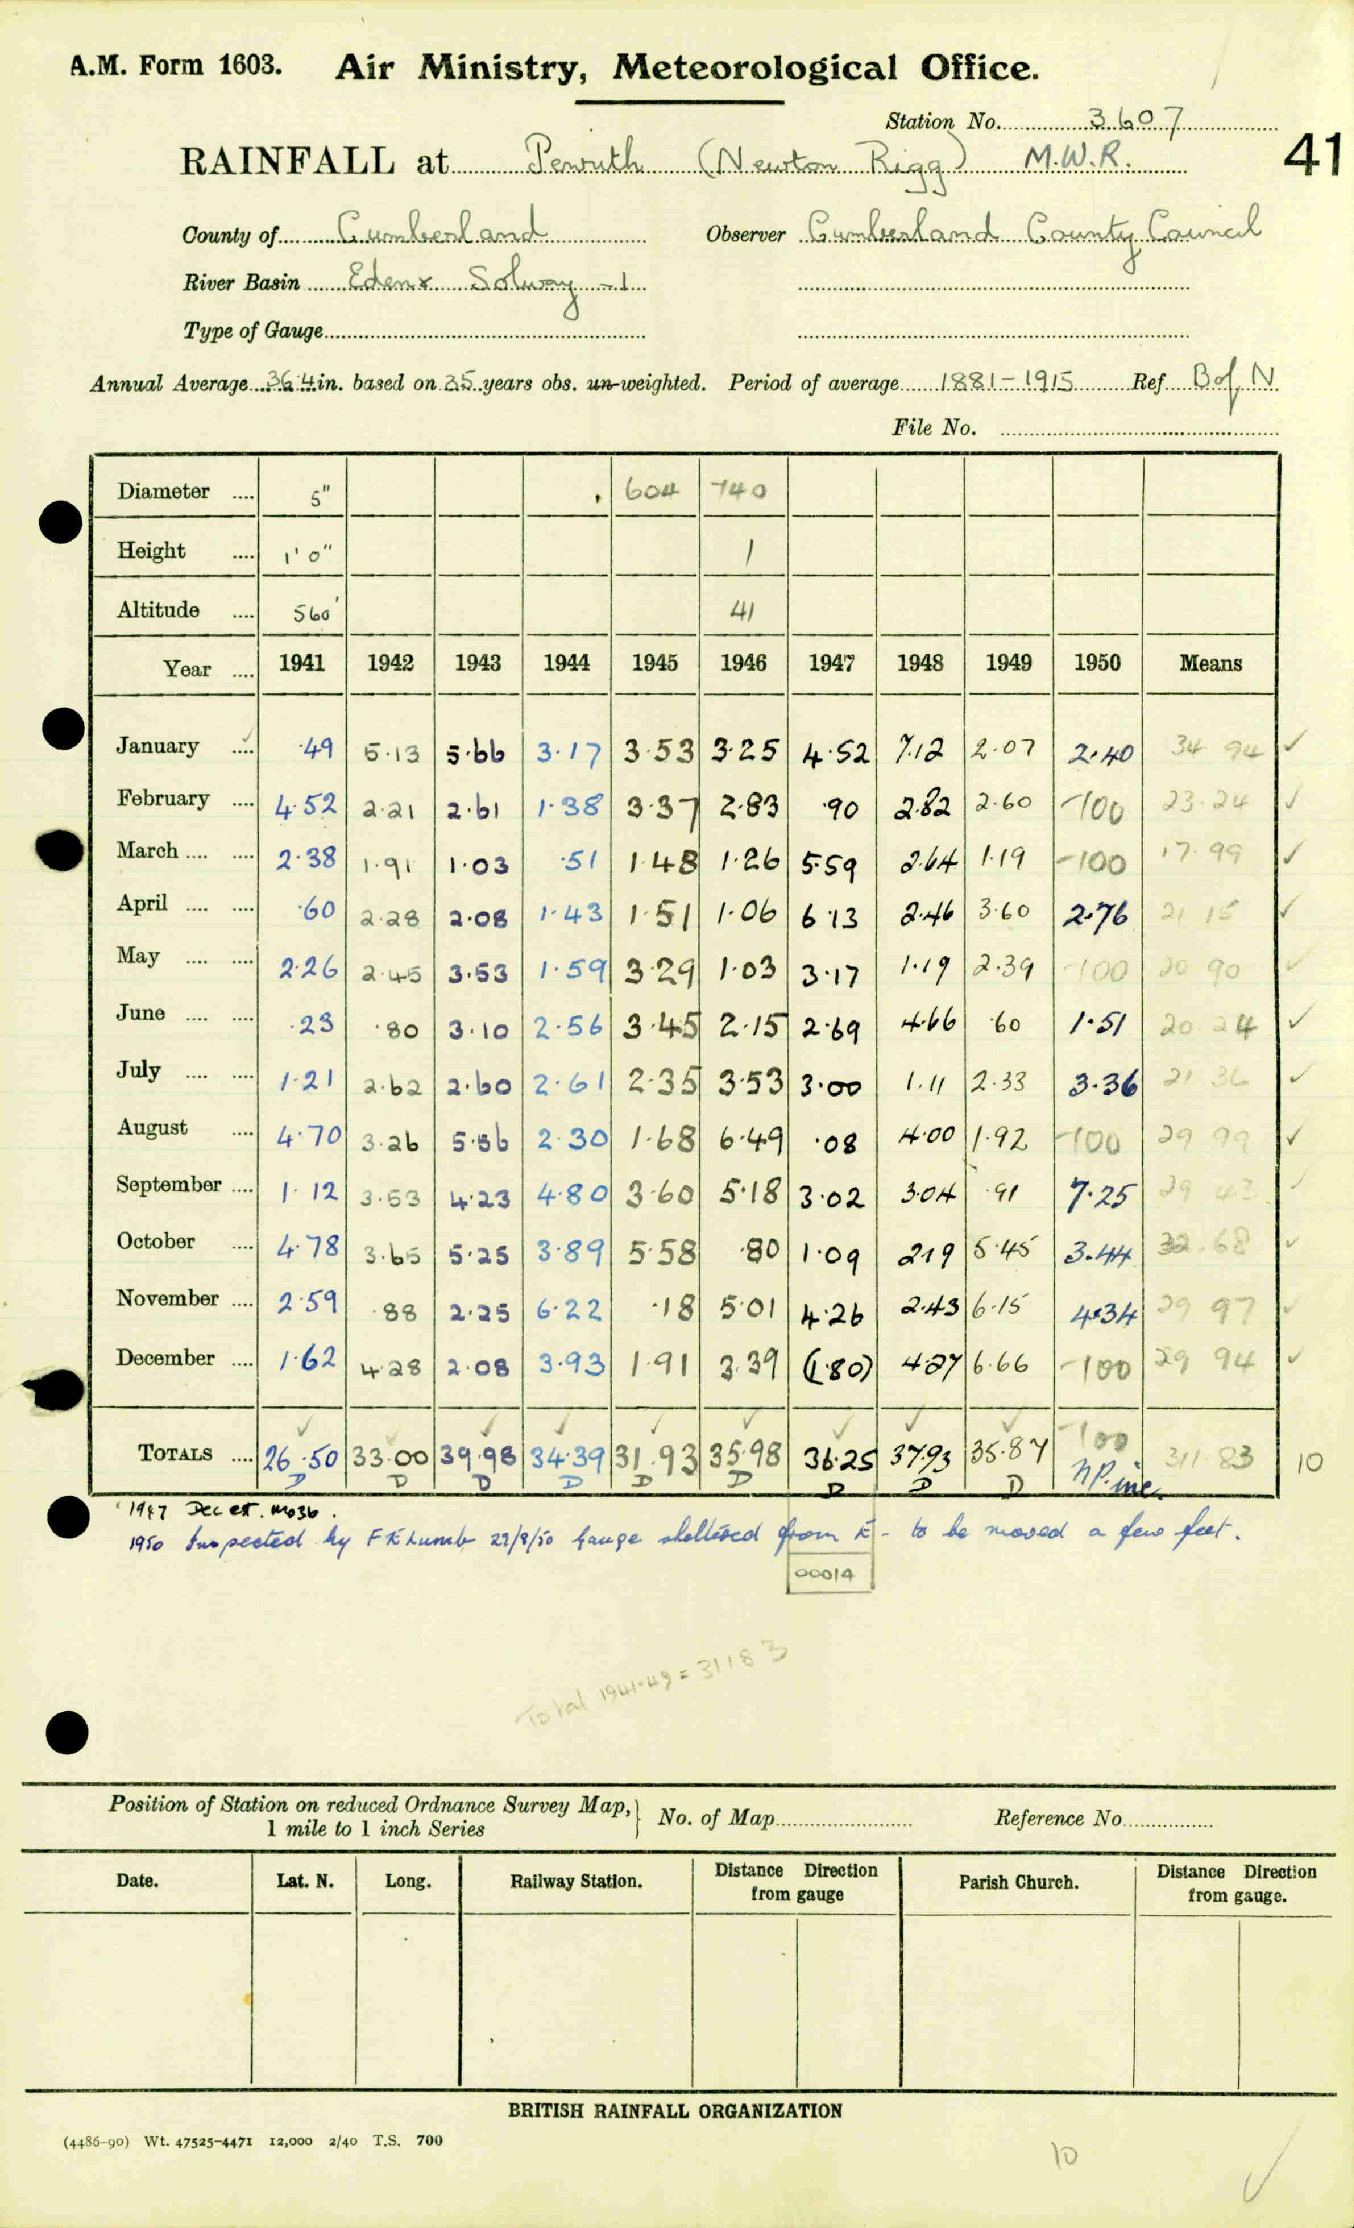 A.M. Form 1603. Air Ministry, Meteorological Office.
Station No. 3607
RAINFALL at Penrith (Newton Rigg) M.W.R. 41
County of Cumberland Observer Cumberland County Council
River Basin Eden & Solway -1
Type of Gauge
Annual Average 36.4 in. based on 35 years obs. un-weighted. Period of average 1881-1915 Ref B of N
File No.
Diameter .... 5" 604 740
Height .... 1' 0" 1
Altitude .... 560' 41
Year .... 1941 1942 1943 1944 1945 1946 1947 1948 1949 1950 Means
January .... ·49 5·13 5·66 3·17 3·53 3·25 4·52 7·12 2·07 2·40 34 94 ✓
February .... 4·52 2·21 2·61 1·38 3·37 2·83 ·90 2·82 2·60 -100 23·24 ✓
March .... .... 2·38 1·91 1·03 ·51 1·48 1·26 5·59 2·64 1·19 -100 17·99 ✓
April .... .... ·60 2·28 2·08 1·43 1·51 1·06 6·13 2·46 3·60 2·76 21 15 ✓
May .... .... 2·26 2·45 3·53 1·59 3·29 1·03 3·17 1·19 2·39 -100 20 90 ✓
June .... .... ·23 ·80 3·10 2·56 3·45 2·15 2·69 4·66 ·60 1·51 20 24 ✓
July .... .... 1·21 2·62 2·60 2·61 2·35 3·53 3·00 1·11 2·33 3·36 21 36 ✓
August .... 4·70 3·26 5·56 2·30 1·68 6·49 ·08 4·00 1·92 -100 29 99 ✓
September .... 1·12 3·53 4·23 4·80 3·60 5·18 3·02 3·04 ·91 7·25 29 43 ✓
October .... 4·78 3·65 5·25 3·89 5·58 ·80 1·09 2·19 5·45 3·44 32·68 ✓
November .... 2·59 ·88 2·25 6·22 ·18 5·01 4·26 2·43 6·15 4·34 29 97 ✓
December .... 1·62 4·28 2·08 3·93 1·91 3·39 (1·80) 4·27 6·66 -100 29 94 ✓
TOTALS .... 26·50 33·00 39·98 34·39 31·93 35·98 36·25 37·93 35·87 -100 311·83 10
D D D D D D D D D NP. inc.
1947 Dec est. Mo3b.
1950 Inspected by F E Lumb 22/8/50 Gauge sheltered from E - to be moved a few feet.
00014
Total 1941-49 = 31183
Position of Station on reduced Ordnance Survey Map, 1 mile to 1 inch Series No. of Map Reference No.
Date. Lat. N. Long. Railway Station. Distance Direction from gauge Parish Church. Distance Direction from gauge.
BRITISH RAINFALL ORGANIZATION
(4486-90) Wt. 47525-4471 12,000 2/40 T.S. 700
10